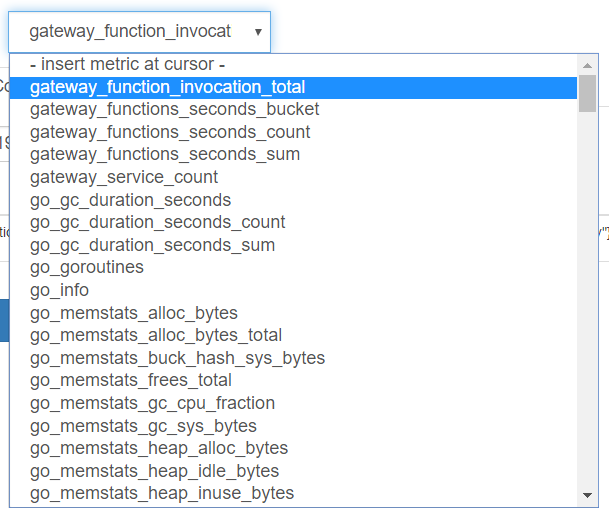 gateway_function_invocat
- insert metric at cursor -
gateway_function_invocation_total
gateway_functions_seconds_bucket
gateway_functions_seconds_count
gateway_functions_seconds_sum
gateway_service_count
go_gc_duration_seconds
go_gc_duration_seconds_count
go_gc_duration_seconds_sum
go_goroutines
go_info
go_memstats_alloc_bytes
go_memstats_alloc_bytes_total
go_memstats_buck_hash_sys_bytes
go_memstats_frees_total
go_memstats_gc_cpu_fraction
go_memstats_gc_sys_bytes
go_memstats_heap_alloc_bytes
go_memstats_heap_idle_bytes
go_memstats_heap_inuse_bytes